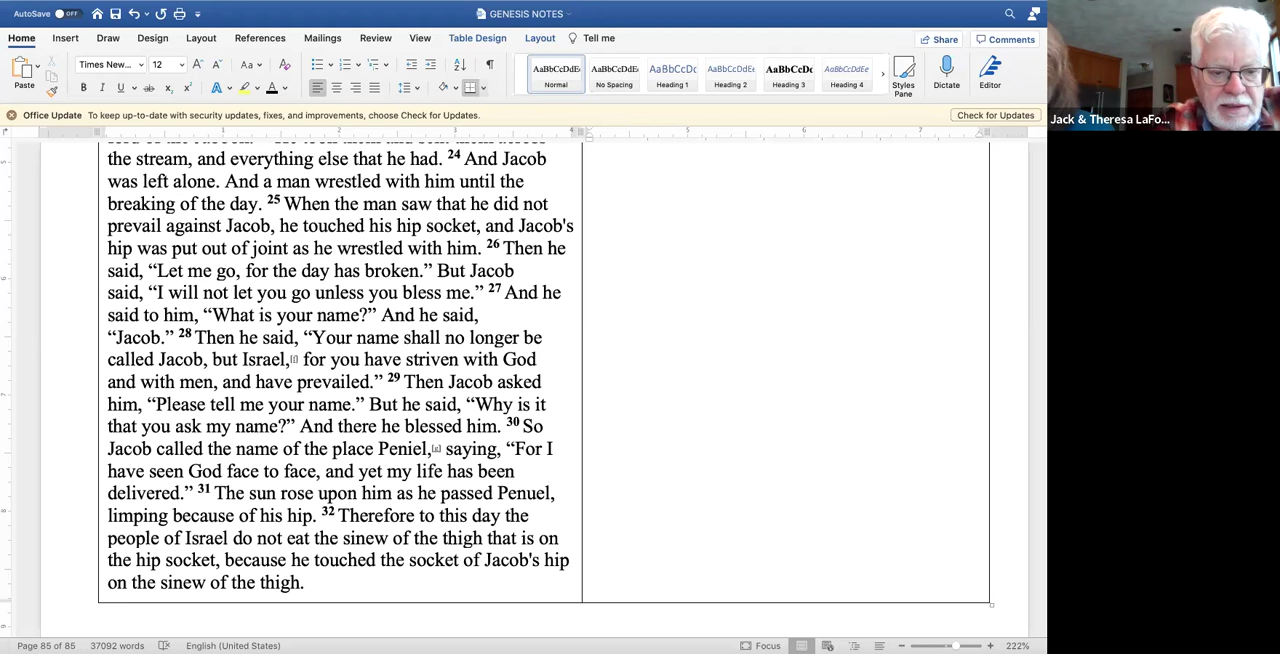 AutoSave OFF GENESIS NOTES
Home Insert Draw Design Layout References Mailings Review View Table Design Layout Tell me Share Comments
Paste Times New... 12 Aa AaBbCcDdEe Normal AaBbCcDdEe No Spacing AaBbCcDc Heading 1 AaBbCcDdEe Heading 2 AaBbCcDc Heading 3 AaBbCcDdEe Heading 4 Styles Pane Dictate Editor
B I U ab x₂ x² A A
Office Update To keep up-to-date with security updates, fixes, and improvements, choose Check for Updates. Check for Updates
Jack & Theresa LaFo...
1 2 3 4 5 6 7
the stream, and everything else that he had. 24 And Jacob
was left alone. And a man wrestled with him until the
breaking of the day. 25 When the man saw that he did not
prevail against Jacob, he touched his hip socket, and Jacob's
hip was put out of joint as he wrestled with him. 26 Then he
said, “Let me go, for the day has broken.” But Jacob
said, “I will not let you go unless you bless me.” 27 And he
said to him, “What is your name?” And he said,
“Jacob.” 28 Then he said, “Your name shall no longer be
called Jacob, but Israel,[f] for you have striven with God
and with men, and have prevailed.” 29 Then Jacob asked
him, “Please tell me your name.” But he said, “Why is it
that you ask my name?” And there he blessed him. 30 So
Jacob called the name of the place Peniel,[g] saying, “For I
have seen God face to face, and yet my life has been
delivered.” 31 The sun rose upon him as he passed Penuel,
limping because of his hip. 32 Therefore to this day the
people of Israel do not eat the sinew of the thigh that is on
the hip socket, because he touched the socket of Jacob's hip
on the sinew of the thigh.
Page 85 of 85 37092 words English (United States) Focus 222%